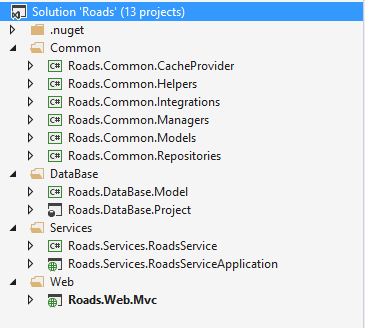 Solution 'Roads' (13 projects)
.nuget
Common
C# Roads.Common.CacheProvider
C# Roads.Common.Helpers
C# Roads.Common.Integrations
C# Roads.Common.Managers
C# Roads.Common.Models
C# Roads.Common.Repositories
DataBase
C# Roads.DataBase.Model
Roads.DataBase.Project
Services
C# Roads.Services.RoadsService
Roads.Services.RoadsServiceApplication
Web
Roads.Web.Mvc